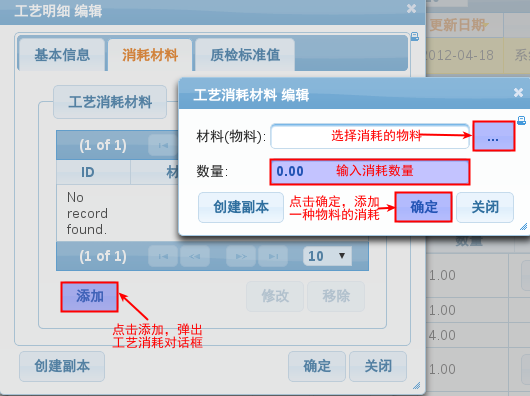 工艺明细 编辑
更新日期
基本信息 消耗材料 质检标准值
2012-04-18
工艺消耗材料 编辑
工艺消耗材料
材料(物料): 选择消耗的物料 ...
(1 of 1)
ID
数量: 0.00 输入消耗数量
No
record
found.
创建副本 点击确定，添加
一种物料的消耗 确定 关闭
数量
(1 of 1) 10
1.00
添加 修改 移除
1.00
点击添加，弹出
工艺消耗对话框
4.00
创建副本 确定 关闭
1.00